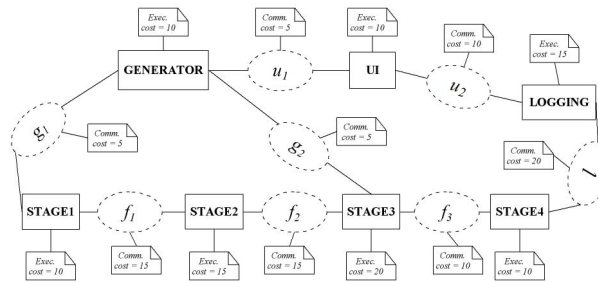 Exec.
cost = 10
Comm.
cost = 5
Exec.
cost = 10
Comm.
cost = 10
Exec.
cost = 15
GENERATOR
u1
UI
u2
LOGGING
g1
Comm.
cost = 5
g2
Comm.
cost = 5
Comm.
cost = 20
l
STAGE1
f1
STAGE2
f2
STAGE3
f3
STAGE4
Exec.
cost = 10
Comm.
cost = 15
Exec.
cost = 15
Comm.
cost = 15
Exec.
cost = 20
Comm.
cost = 10
Exec.
cost = 10